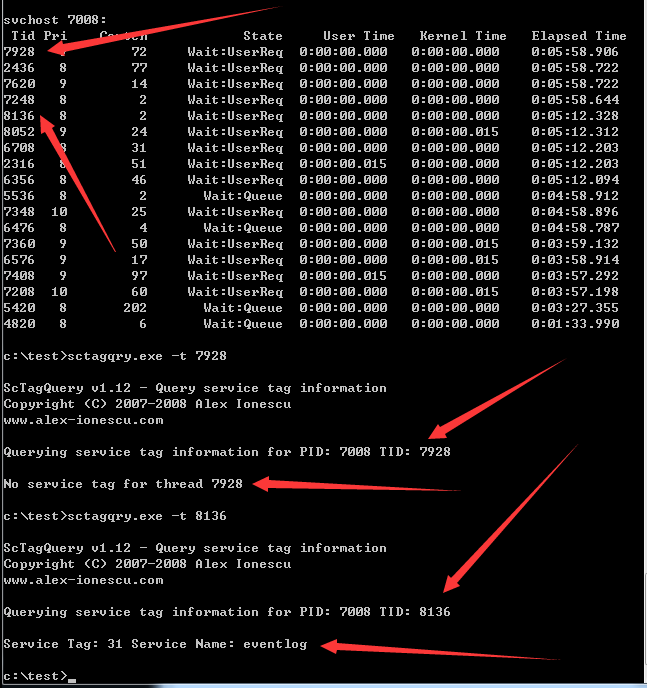 svchost 7008:
Tid Pri State User Time Kernel Time Elapsed Time
7928 72 Wait:UserReq 0:00:00.000 0:00:00.000 0:05:58.906
2436 8 77 Wait:UserReq 0:00:00.000 0:00:00.000 0:05:58.722
7620 9 14 Wait:UserReq 0:00:00.000 0:00:00.000 0:05:58.722
7248 8 2 Wait:UserReq 0:00:00.000 0:00:00.000 0:05:58.644
8136 8 2 Wait:UserReq 0:00:00.000 0:00:00.000 0:05:12.328
8052 9 24 Wait:UserReq 0:00:00.000 0:00:00.015 0:05:12.312
6708 8 31 Wait:UserReq 0:00:00.000 0:00:00.000 0:05:12.203
2316 8 51 Wait:UserReq 0:00:00.015 0:00:00.000 0:05:12.203
6356 8 46 Wait:UserReq 0:00:00.000 0:00:00.000 0:05:12.094
5536 8 2 Wait:Queue 0:00:00.000 0:00:00.000 0:04:58.912
7348 10 25 Wait:UserReq 0:00:00.000 0:00:00.000 0:04:58.896
6476 8 4 Wait:Queue 0:00:00.000 0:00:00.000 0:04:58.787
7360 9 50 Wait:UserReq 0:00:00.000 0:00:00.015 0:03:59.132
6576 9 17 Wait:UserReq 0:00:00.000 0:00:00.015 0:03:58.914
7408 9 97 Wait:UserReq 0:00:00.015 0:00:00.000 0:03:57.292
7208 10 60 Wait:UserReq 0:00:00.000 0:00:00.015 0:03:57.198
5420 8 202 Wait:Queue 0:00:00.000 0:00:00.000 0:03:27.355
4820 8 6 Wait:Queue 0:00:00.000 0:00:00.000 0:01:33.990
c:\test>sctagqry.exe -t 7928
ScTagQuery v1.12 - Query service tag information
Copyright (C) 2007-2008 Alex Ionescu
www.alex-ionescu.com
Querying service tag information for PID: 7008 TID: 7928
No service tag for thread 7928
c:\test>sctagqry.exe -t 8136
ScTagQuery v1.12 - Query service tag information
Copyright (C) 2007-2008 Alex Ionescu
www.alex-ionescu.com
Querying service tag information for PID: 7008 TID: 8136
Service Tag: 31 Service Name: eventlog
c:\test>_